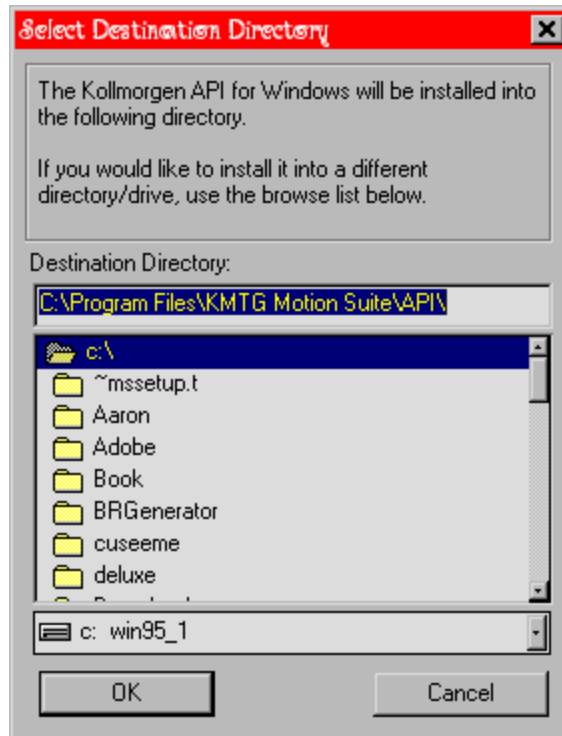 Select Destination Directory
The Kollmorgen API for Windows will be installed into
the following directory.
If you would like to install it into a different
directory/drive, use the browse list below.
Destination Directory:
C:\Program Files\KMTG Motion Suite\API\
c:\
~mssetup.t
Aaron
Adobe
Book
BRGenerator
cuseeme
deluxe
c: win95_1
OK
Cancel